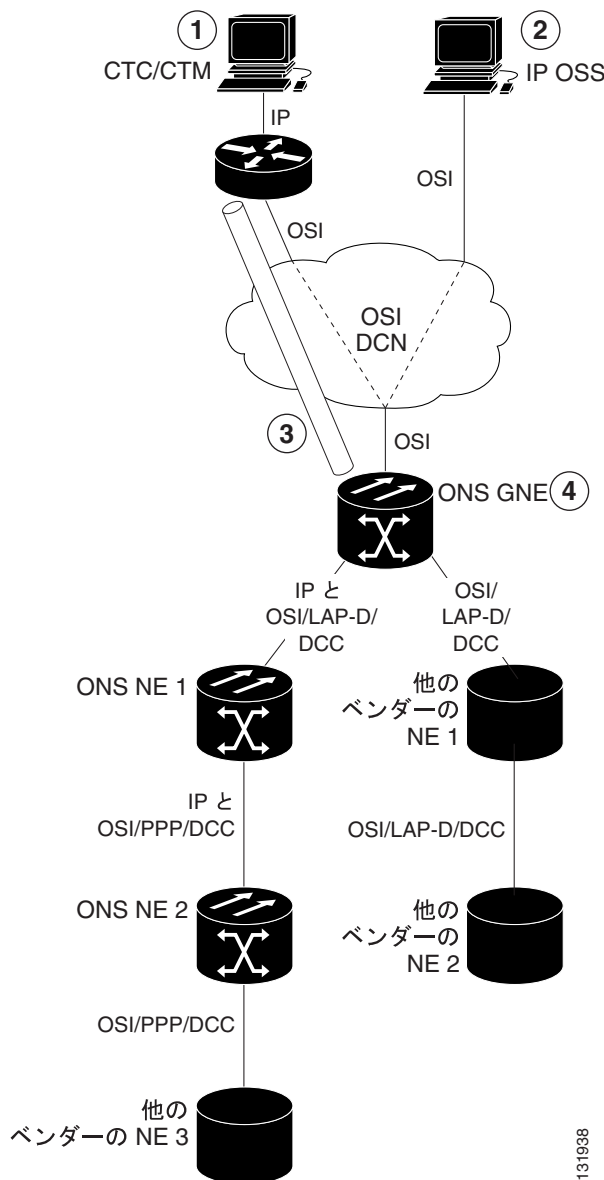 1
2
CTC/CTM
IP OSS
IP
OSI
OSI
OSI
DCN
3
OSI
ONS GNE
4
IP と
OSI/LAP-D/
DCC
OSI/
LAP-D/
DCC
ONS NE 1
他の
ベンダーの
NE 1
IP と
OSI/PPP/DCC
OSI/LAP-D/DCC
ONS NE 2
他の
ベンダーの
NE 2
OSI/PPP/DCC
他の
ベンダーの NE 3
131938